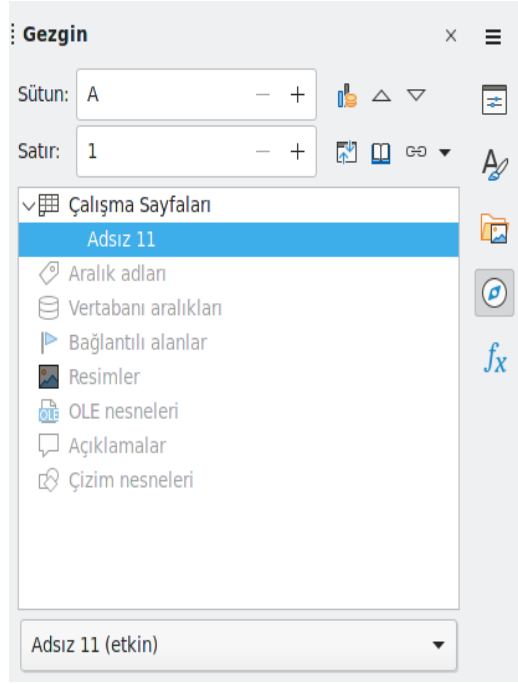 Gezgin
Sütun: A
Satır: 1
Çalışma Sayfaları
Adsız 11
Aralık adları
Vertabanı aralıkları
Bağlantılı alanlar
Resimler
OLE nesneleri
Açıklamalar
Çizim nesneleri
Adsız 11 (etkin)